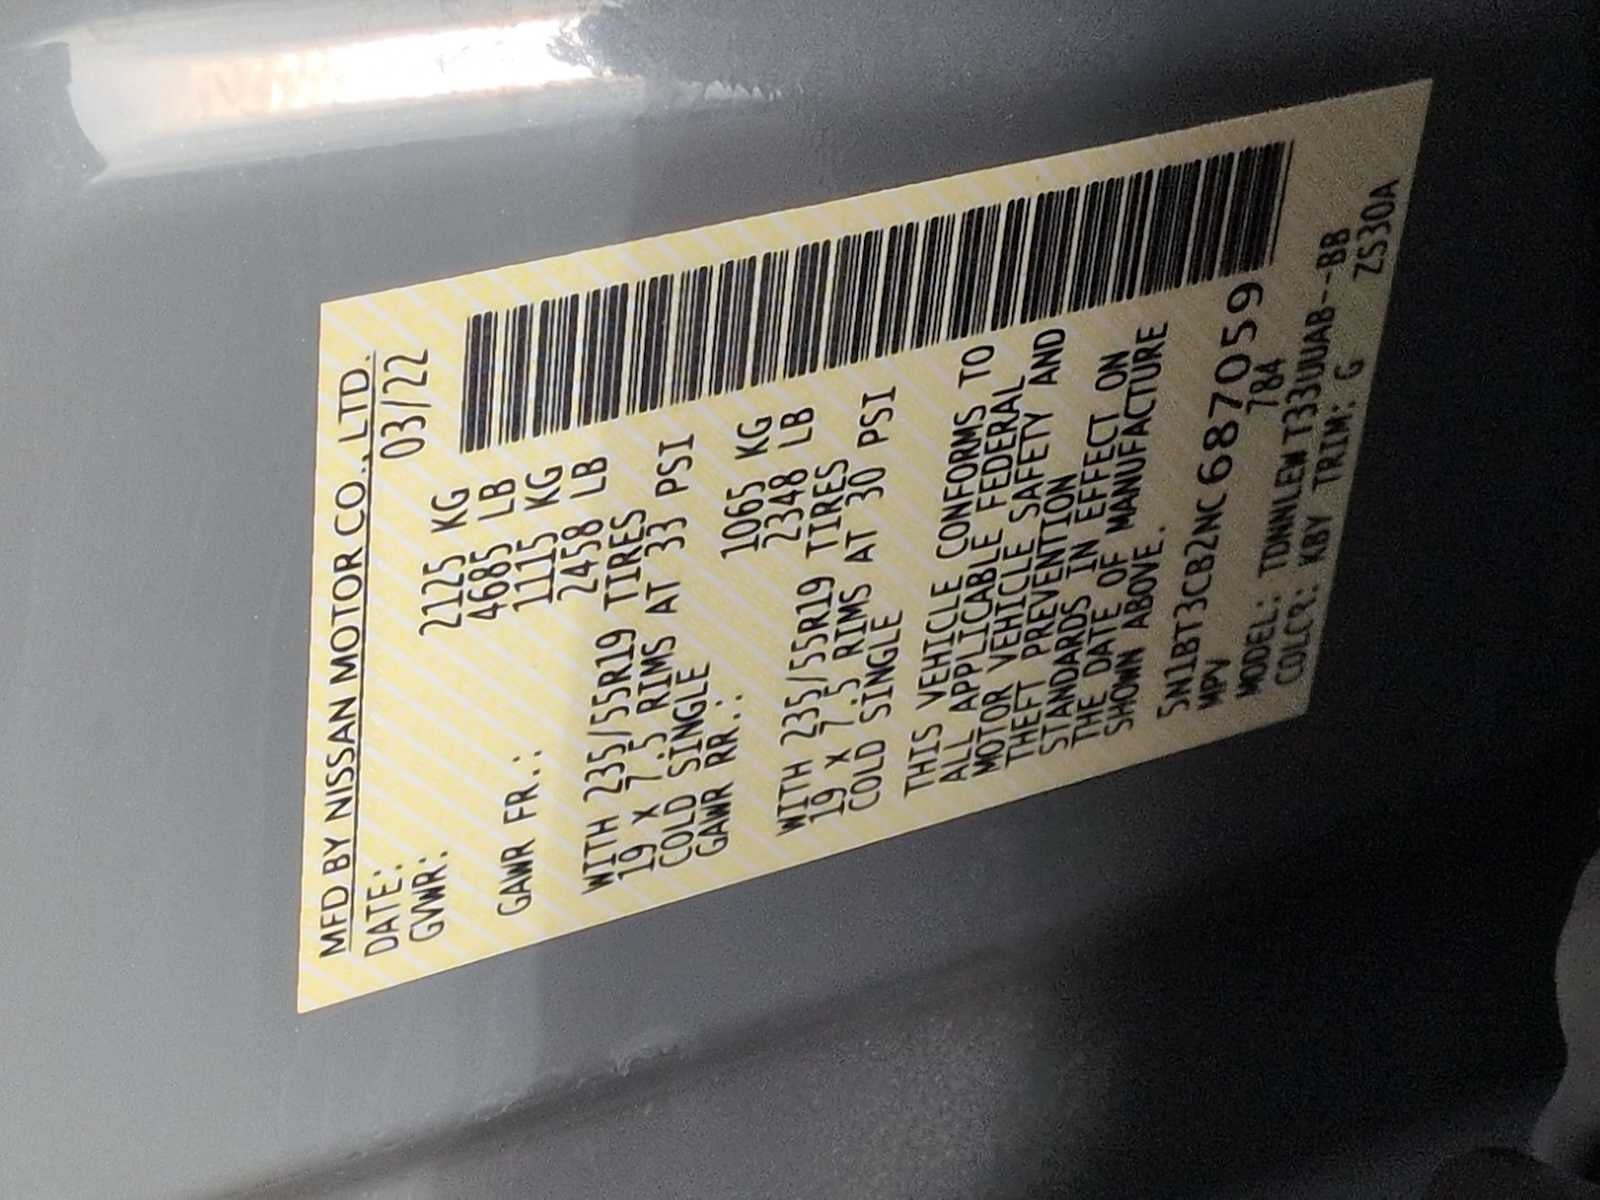 MFD BY NISSAN MOTOR CO., LTD.
DATE: 03/22
GVWR: 2125 KG
4685 LB
GAWR FR.: 1115 KG
2458 LB
WITH 235/55R19 TIRES
19 X 7.5 RIMS AT 33 PSI
COLD SINGLE
GAWR RR.: 1065 KG
2348 LB
WITH 235/55R19 TIRES
19 X 7.5 RIMS AT 30 PSI
COLD SINGLE
THIS VEHICLE CONFORMS TO
ALL APPLICABLE FEDERAL
MOTOR VEHICLE SAFETY AND
THEFT PREVENTION
STANDARDS IN EFFECT ON
THE DATE OF MANUFACTURE
SHOWN ABOVE..
5N1BT3CB2NC687059
MPV 784
MODEL: TDNNLEWT33UUAB--BB
COLOR: KBY TRIM: G ZS30A